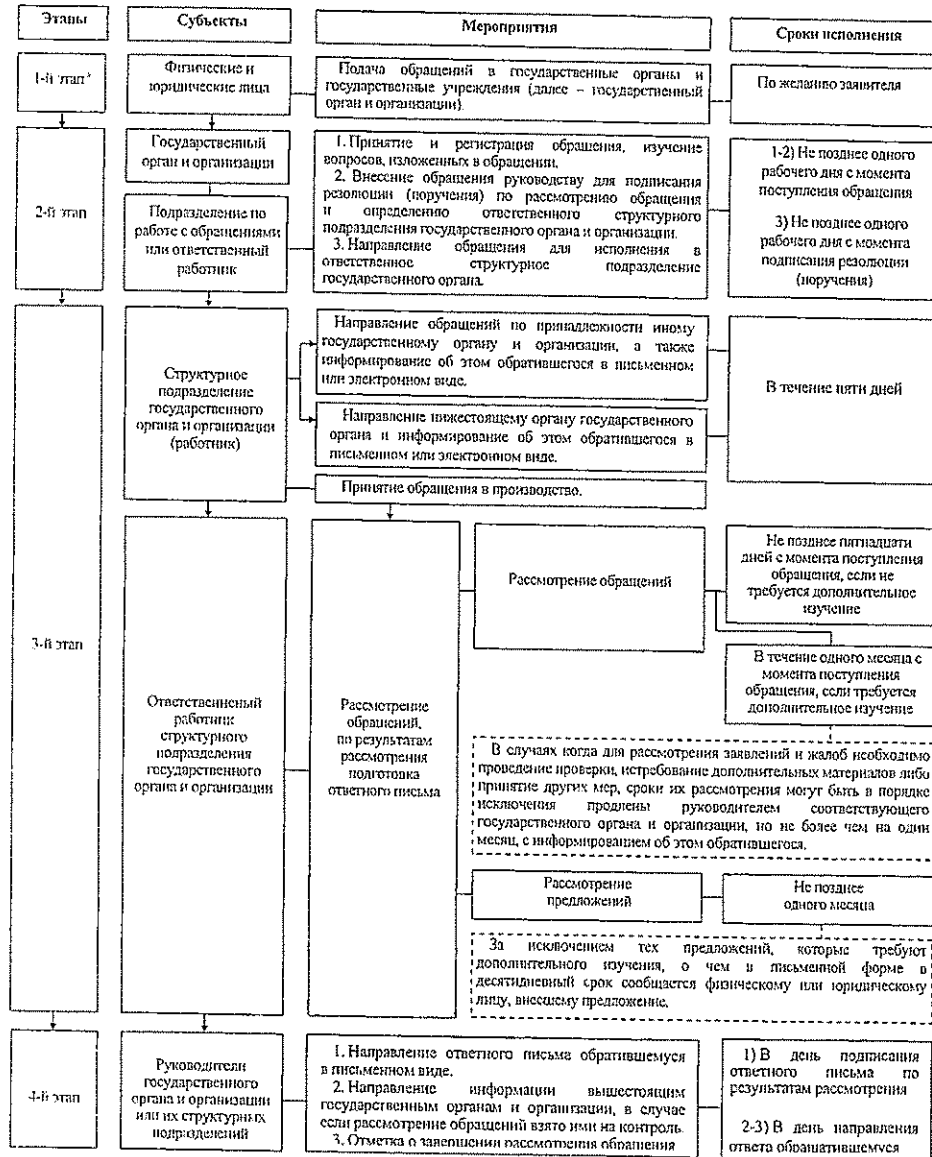 Этапы
Субъекты
Мероприятия
Сроки исполнения
1-й этап*
Физические и
юридические лица
Подача обращений в государственные органы и
государственные учреждения (далее – государственный
орган и организации).
По желанию заявителя
2-й этап
Государственный
орган и организации
Подразделение по
работе с обращениями
или ответственный
работник
1. Принятие и регистрация обращения, изучение
вопросов, изложенных в обращении.
2. Внесение обращения руководству для подписания
резолюции (поручения) по рассмотрению обращения
и определению ответственного структурного
подразделения государственного органа и организации.
3. Направление обращения для исполнения в
ответственное структурное подразделение
государственного органа.
1-2) Не позднее одного
рабочего дня с момента
поступления обращения
3) Не позднее одного
рабочего дня с момента
подписания резолюции
(поручения)
3-й этап
Структурное
подразделение
государственного
органа и организации
(работник)
Направление обращений по принадлежности иному
государственному органу и организации, а также
информирование об этом обратившегося в письменном
или электронном виде.
Направление нижестоящему органу государственного
органа и информирование об этом обратившегося в
письменном или электронном виде.
В течение пяти дней
Принятие обращения в производство.
Ответственный
работник
структурного
подразделения
государственного
органа и организации
Рассмотрение
обращений,
по результатам
рассмотрения
подготовка
ответного письма
Рассмотрение обращений
Не позднее пятнадцати
дней с момента поступления
обращения, если не
требуется дополнительное
изучение
В течение одного месяца с
момента поступления
обращения, если требуется
дополнительное изучение
В случаях когда для рассмотрения заявлений и жалоб необходимо
проведение проверки, истребование дополнительных материалов либо
принятие других мер, сроки их рассмотрения могут быть в порядке
исключения продлены руководителем соответствующего
государственного органа и организации, но не более чем на один
месяц, с информированием об этом обратившегося.
Рассмотрение
предложений
Не позднее
одного месяца
За исключением тех предложений, которые требуют
дополнительного изучения, о чем в письменной форме в
десятидневный срок сообщается физическому или юридическому
лицу, внесшему предложение.
4-й этап
Руководители
государственного
органа и организации
или их структурных
подразделений
1. Направление ответного письма обратившемуся
в письменном виде.
2. Направление информации вышестоящим
государственным органам и организации, в случае
если рассмотрение обращений взято ими на контроль.
3. Отметка о завершении рассмотрения обращения
1) В день подписания
ответного письма по
результатам рассмотрения
2-3) В день направления
ответа обращатившемуся